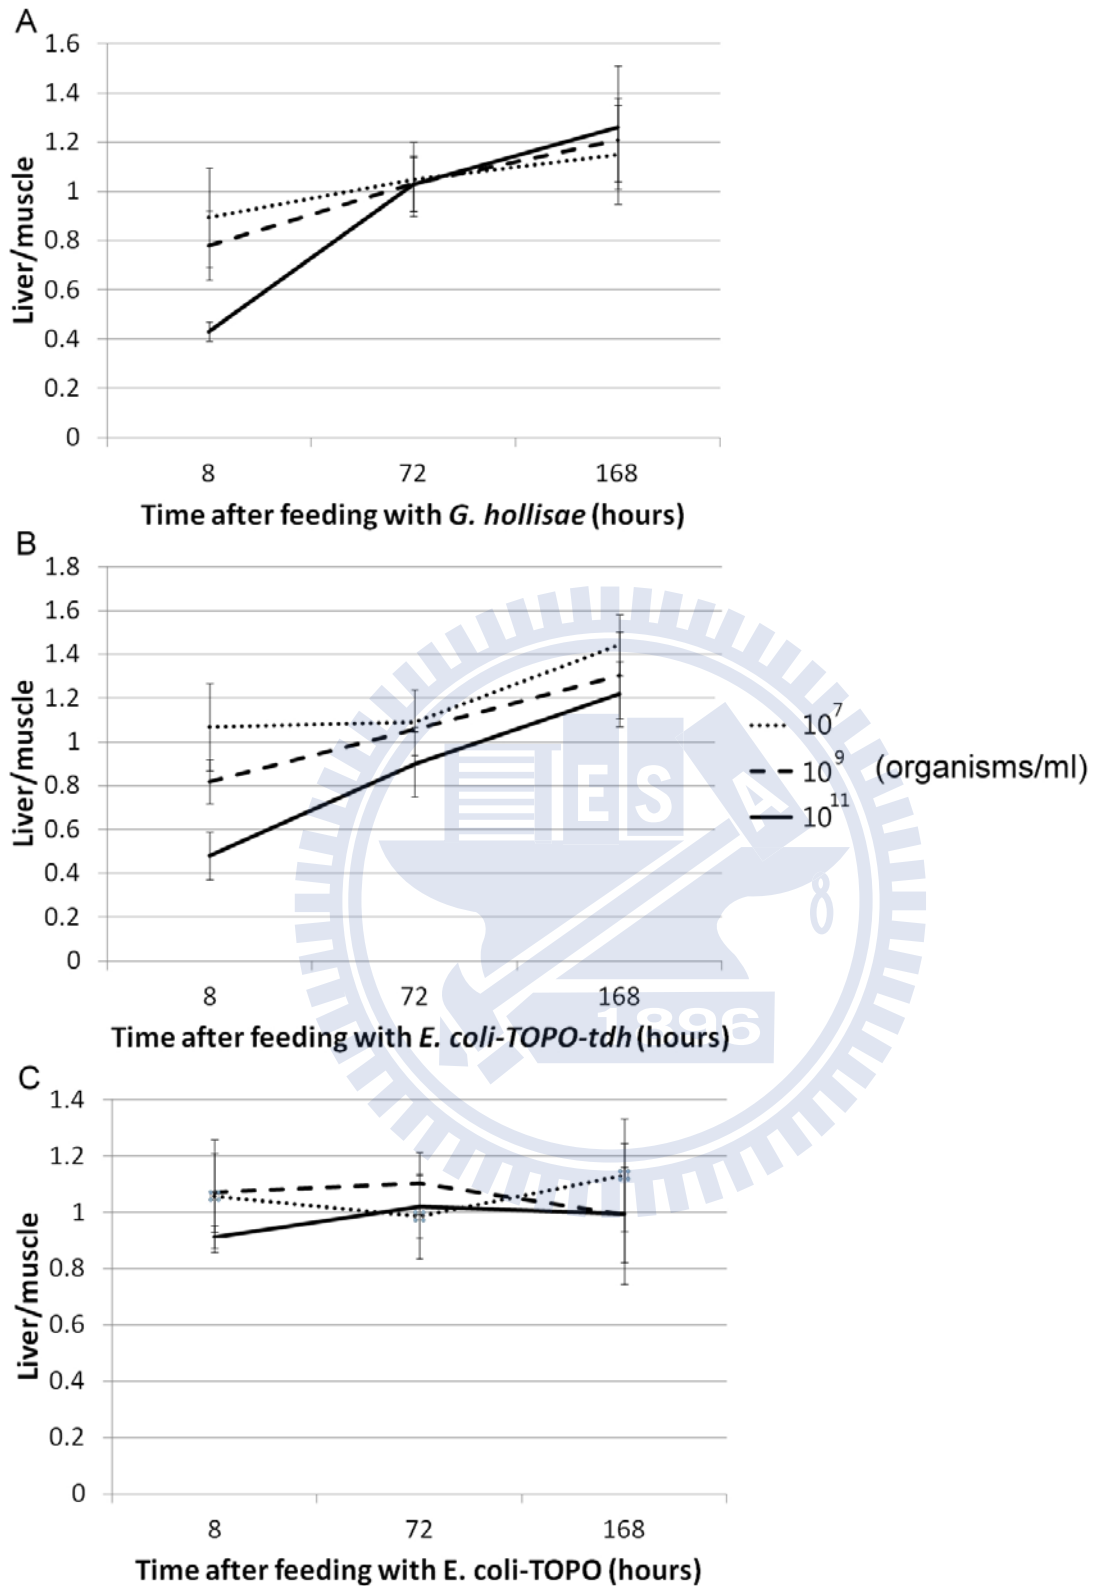 A
1.6
1.4
1.2
1
0.8
0.6
0.4
0.2
0
Liver/muscle
8 72 168
Time after feeding with G. hollisae (hours)
B
1.8
1.6
1.4
1.2
1
0.8
0.6
0.4
0.2
0
Liver/muscle
8 72 168
Time after feeding with E. coli-TOPO-tdh (hours)
10^7
10^9 (organisms/ml)
10^11
ES A
1896
C
1.4
1.2
1
0.8
0.6
0.4
0.2
0
Liver/muscle
8 72 168
Time after feeding with E. coli-TOPO (hours)